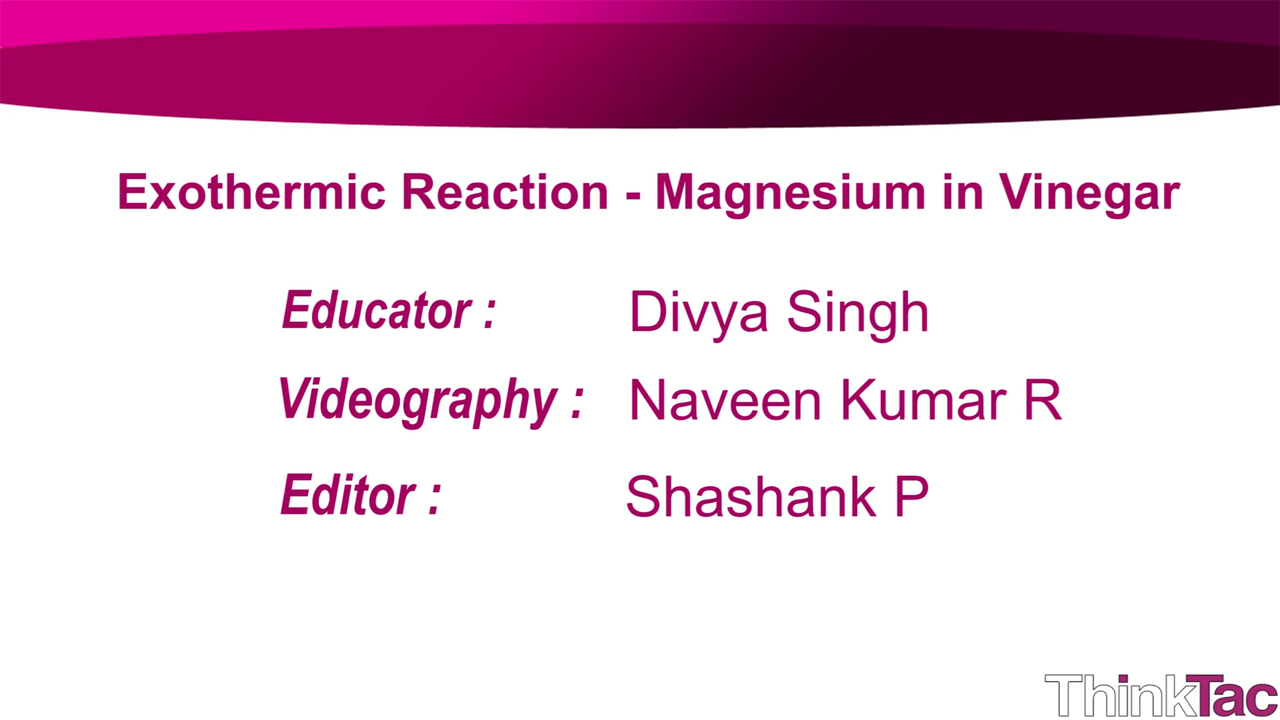 Exothermic Reaction - Magnesium in Vinegar
Educator : Divya Singh
Videography : Naveen Kumar R
Editor : Shashank P
ThinkTac